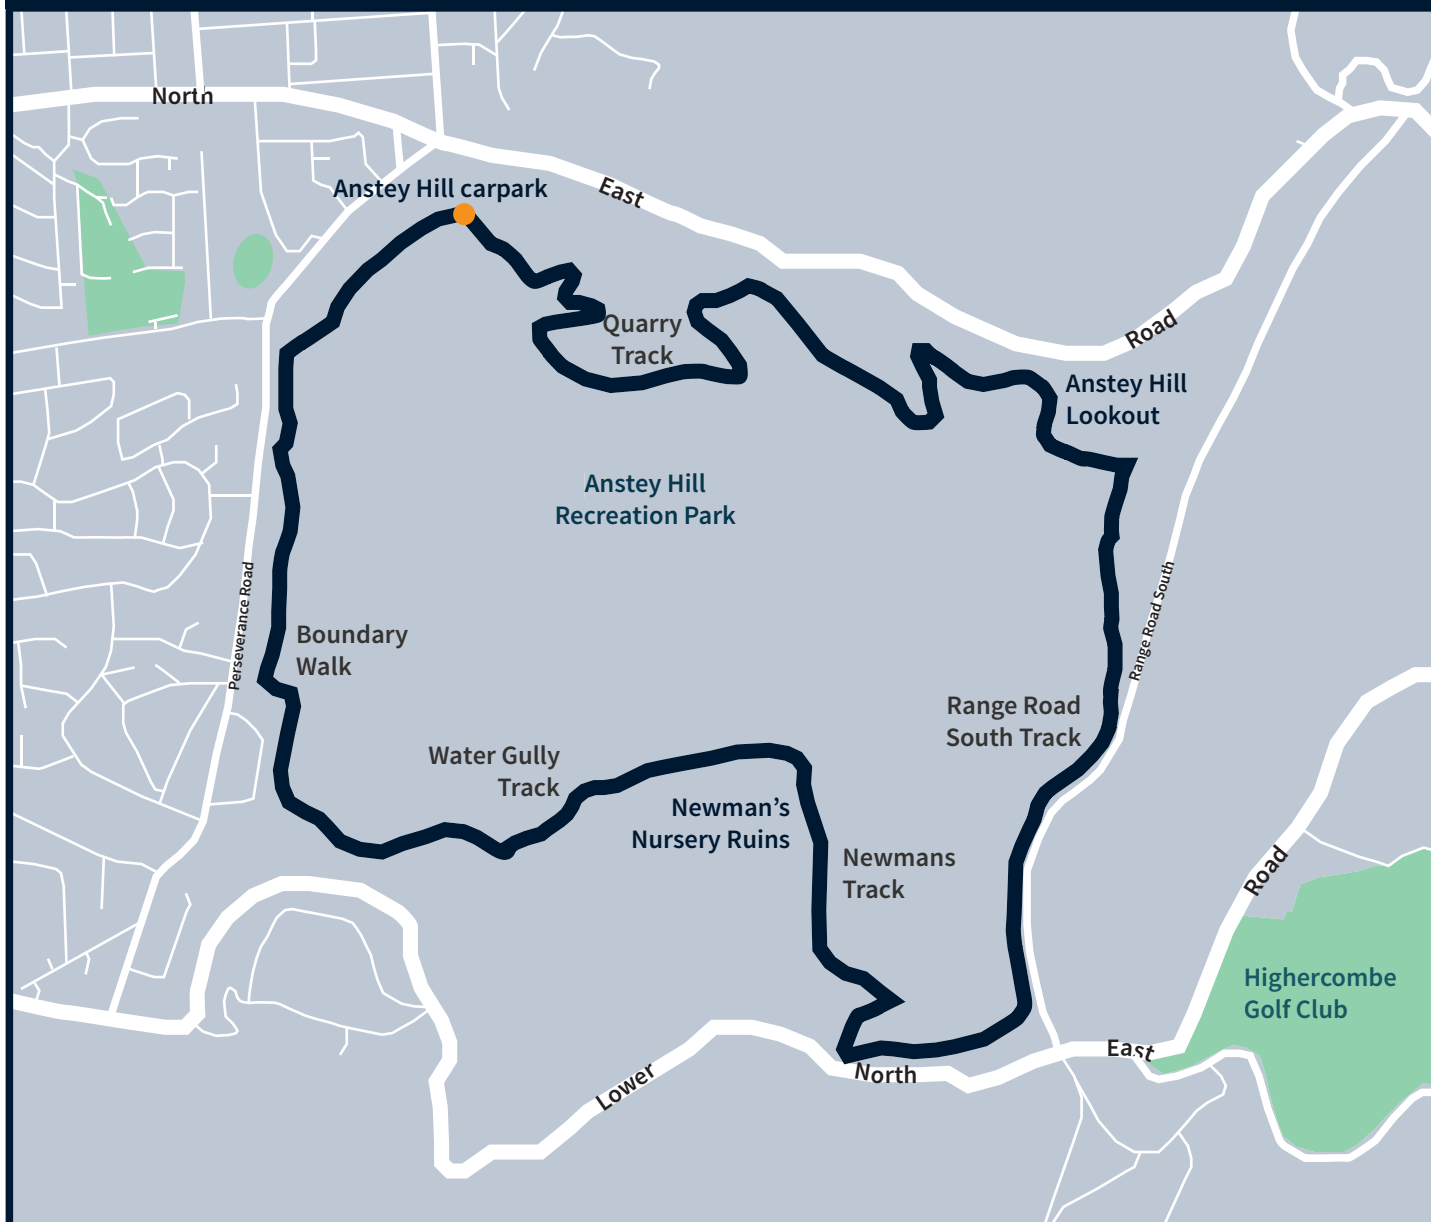 North
Anstey Hill carpark
East
Quarry
Track
Road
Anstey Hill
Lookout
Anstey Hill
Recreation Park
Perseverance Road
Range Road South
Boundary
Walk
Range Road
South Track
Water Gully
Track
Newman’s
Nursery Ruins
Newmans
Track
Road
Highercombe
Golf Club
East
North
Lower